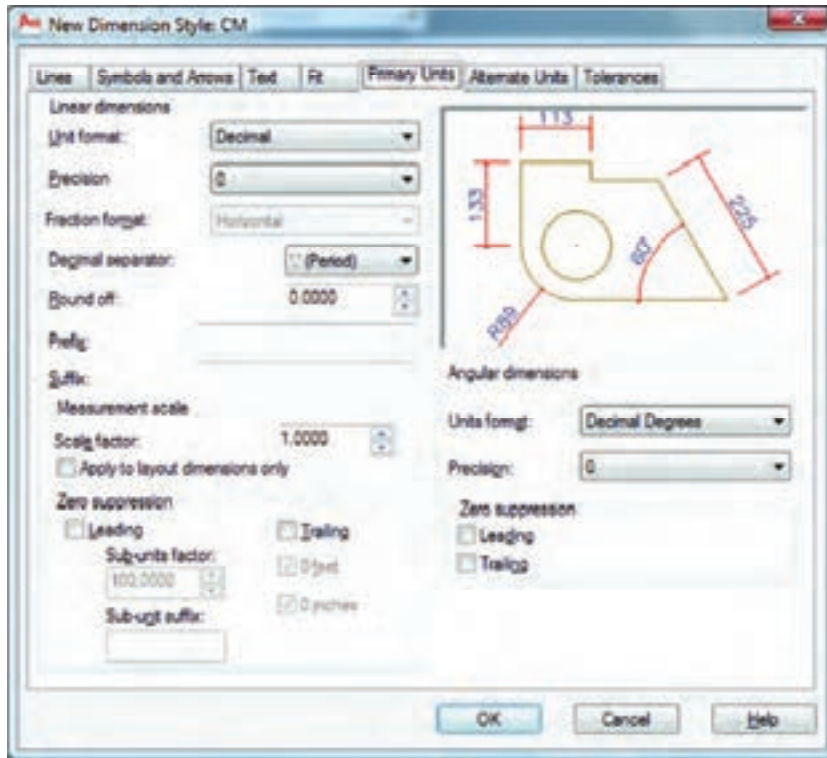 New Dimension Style: CM
Lines Symbols and Arrows Text Fit Primary Units Alternate Units Tolerances
Linear dimensions
Unit format: Decimal
Precision 0
Fraction format: Horizontal
Decimal separator: '.' (Period)
Round off: 0.0000
Prefix:
Suffix:
Measurement scale
Scale factor: 1.0000
Apply to layout dimensions only
Zero suppression
Leading
Trailing
Sub-units factor:
0 feet
100.0000
0 inches
Sub-unit suffix:
113
133
225
60°
R89
Angular dimensions
Units format: Decimal Degrees
Precision: 0
Zero suppression
Leading
Trailing
OK Cancel Help